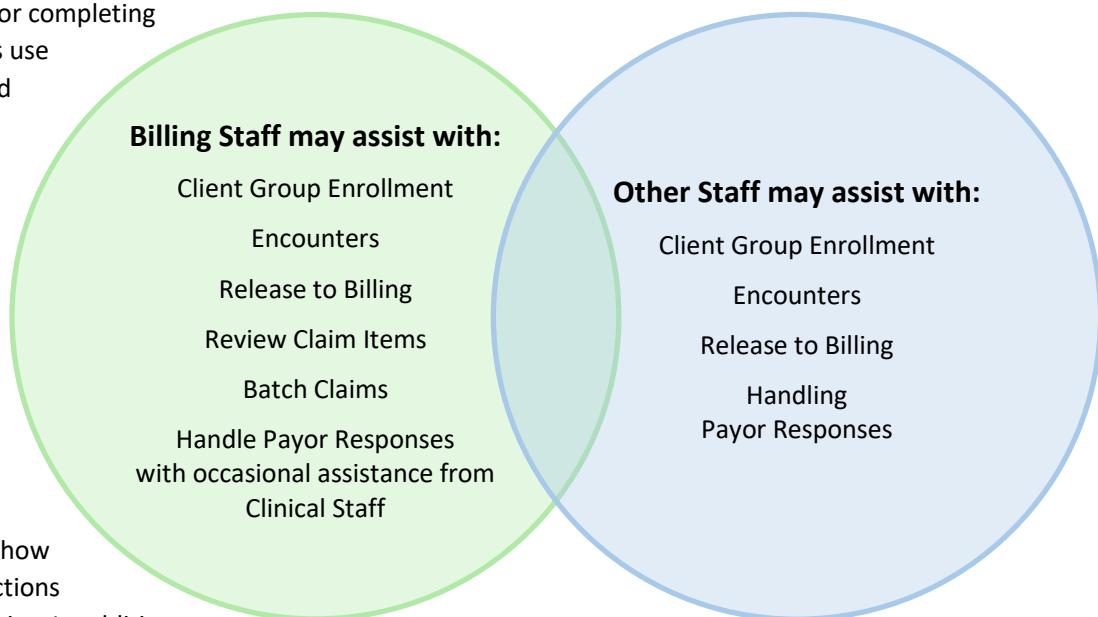 or completing
use
Billing Staff may assist with:
Client Group Enrollment
Encounters
Release to Billing
Review Claim Items
Batch Claims
Handle Payor Responses
with occasional assistance from
Clinical Staff
Other Staff may assist with:
Client Group Enrollment
Encounters
Release to Billing
Handling
Payor Responses
how